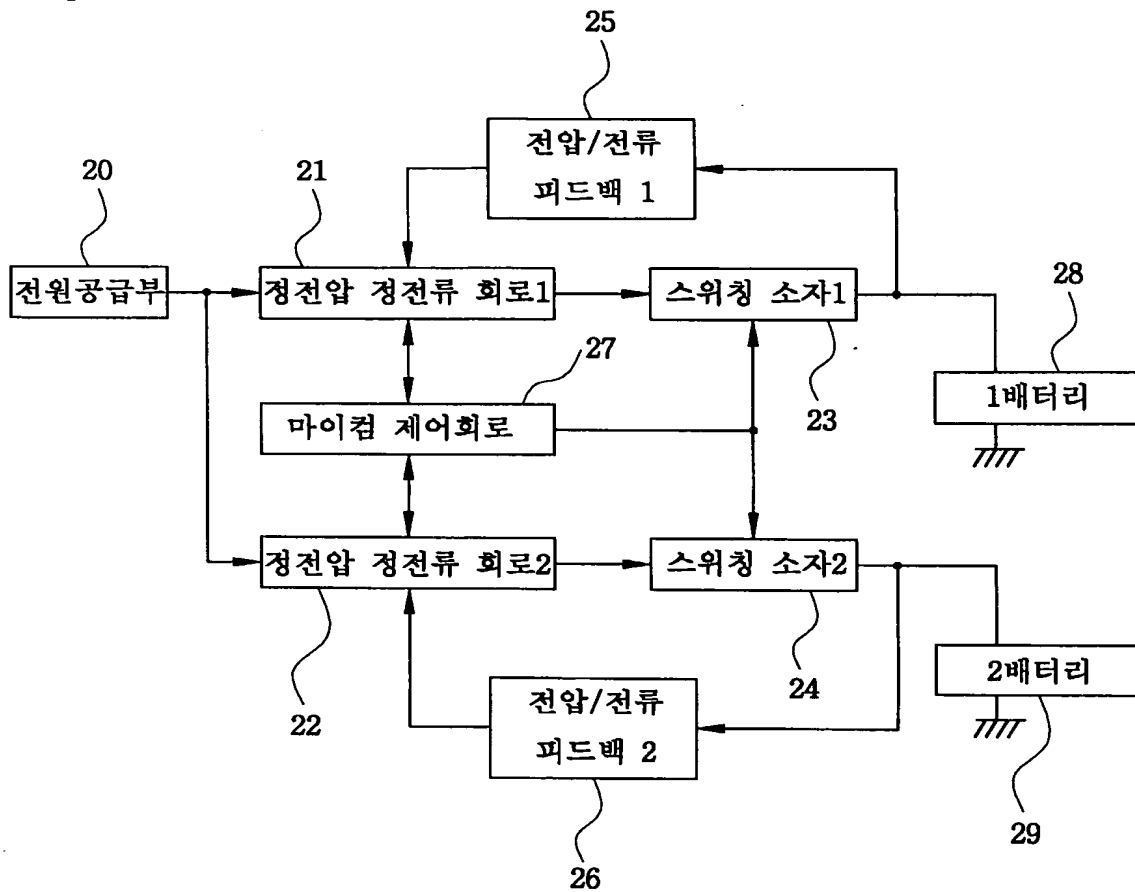 25
전압/전류
피드백 1
20
21
전원공급부
정전압 정전류 회로1
스위칭 소자1
28
27
23
1배터리
마이컴 제어회로
정전압 정전류 회로2
스위칭 소자2
22
24
2배터리
전압/전류
피드백 2
29
26